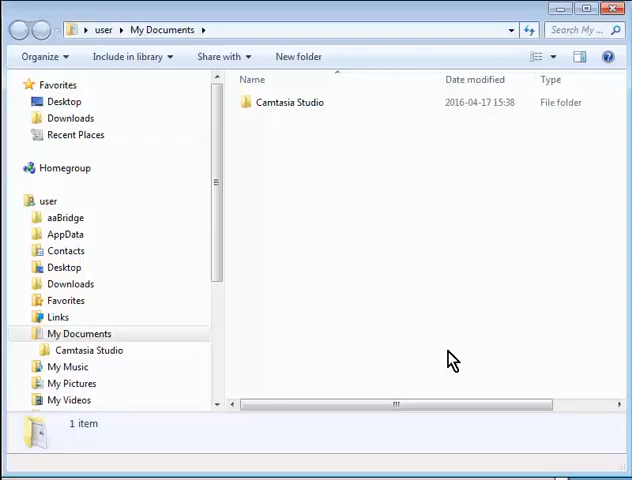 user My Documents
Search My ...
Organize Include in library Share with New folder
Name Date modified Type
Camtasia Studio 2016-04-17 15:38 File folder
Favorites
Desktop
Downloads
Recent Places
Homegroup
user
aaBridge
AppData
Contacts
Desktop
Downloads
Favorites
Links
My Documents
Camtasia Studio
My Music
My Pictures
My Videos
1 item